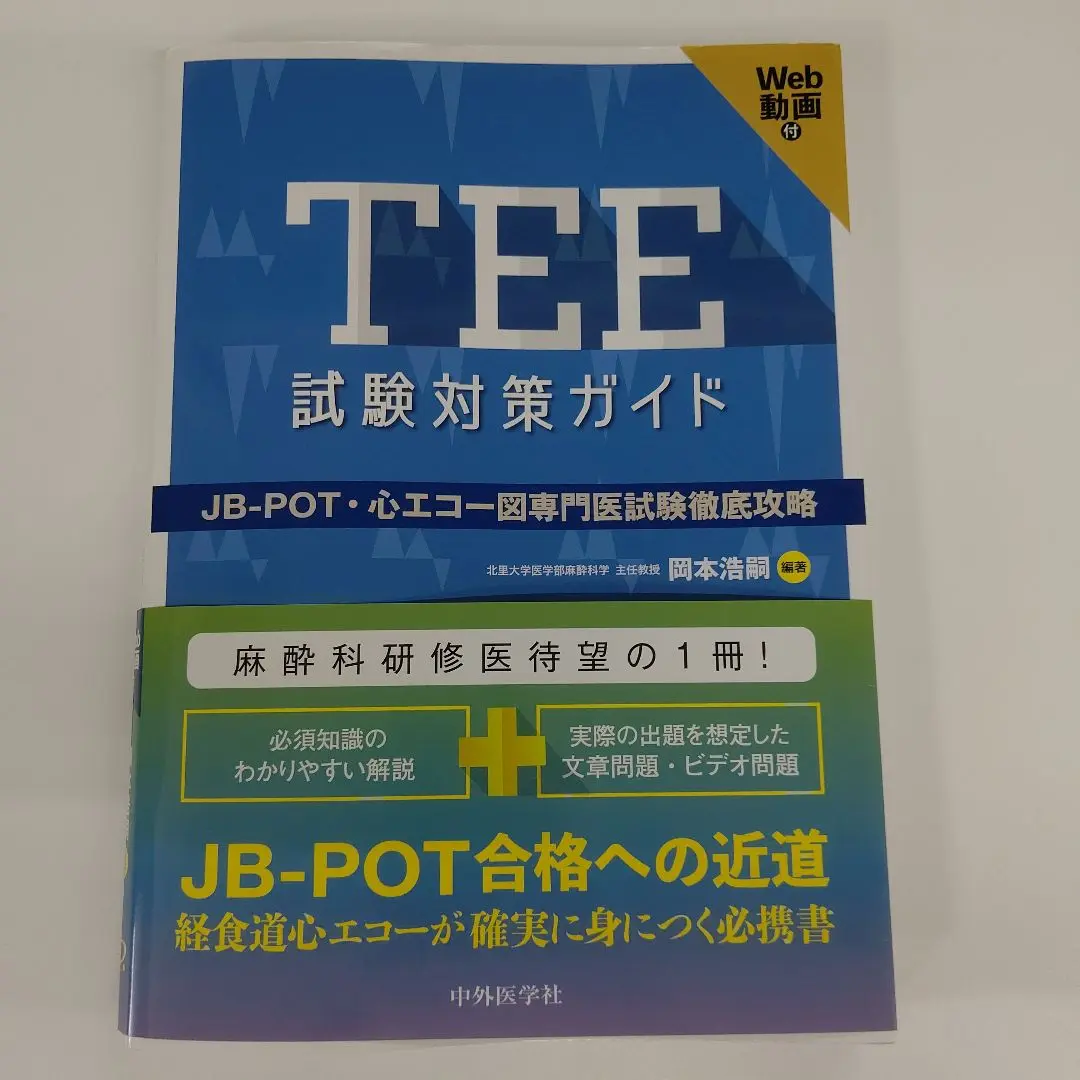 Web
動画
付
TEE
試験対策ガイド
JB-POT・心エコー図専門医試験徹底攻略
北里大学医学部麻酔科学 主任教授 岡本浩嗣 編著
麻酔科研修医待望の1冊!
必須知識の
わかりやすい解説
実際の出題を想定した
文章問題・ビデオ問題
JB-POT合格への近道
経食道心エコーが確実に身につく必携書
中外医学社